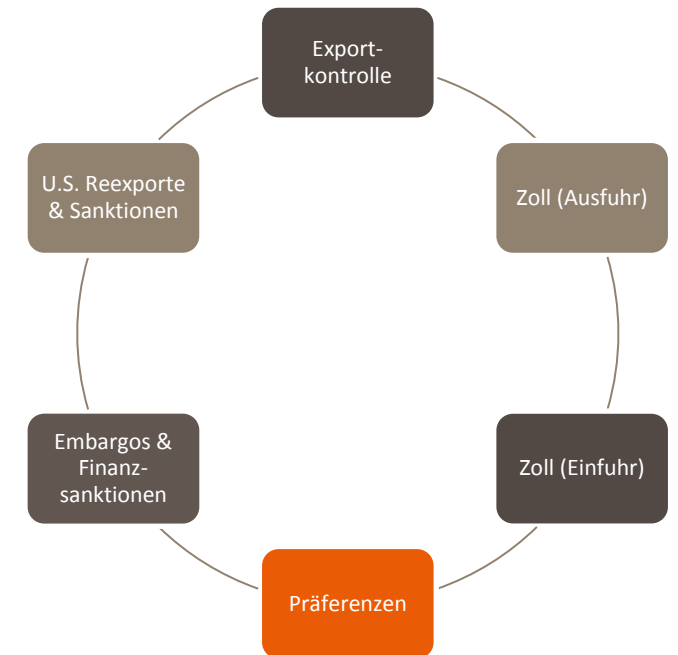 Export-
kontrolle
Zoll (Ausfuhr)
Zoll (Einfuhr)
Präferenzen
Embargos &
Finanz-
sanktionen
U.S. Reexporte
& Sanktionen